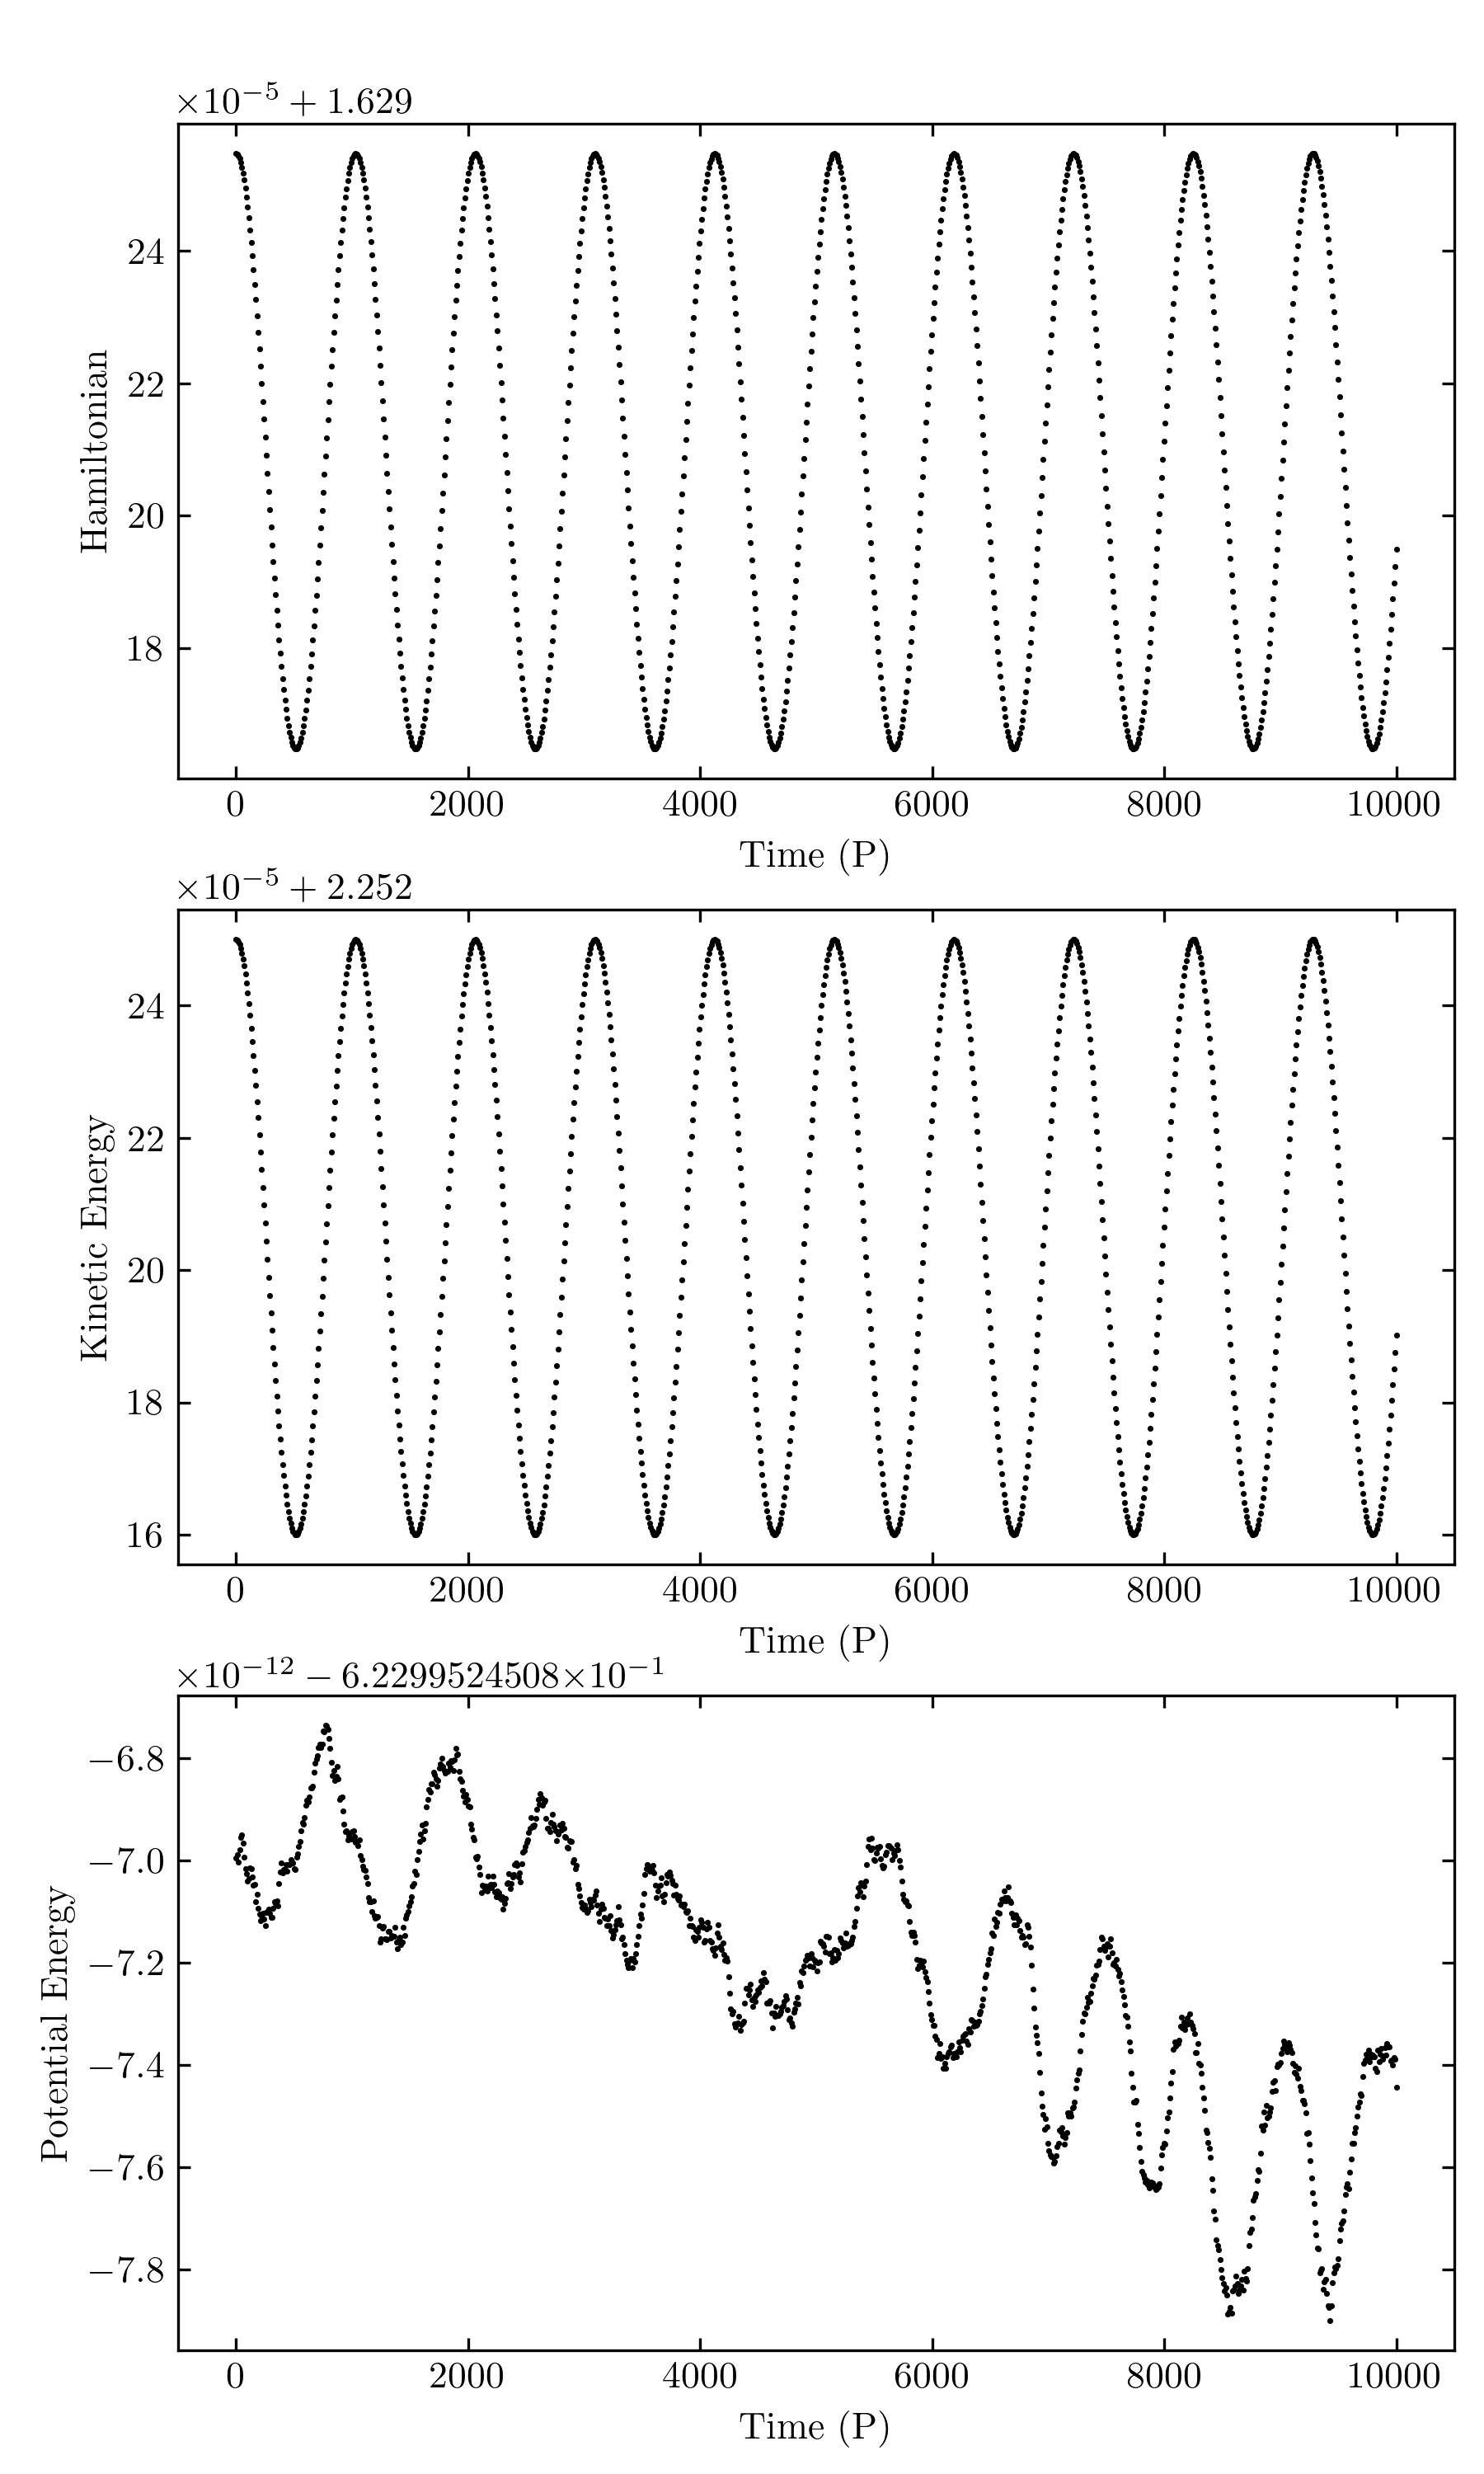 ×10⁻⁵ + 1.629
24
22
20
18
Hamiltonian
0 2000 4000 6000 8000 10000
Time (P)
×10⁻⁵ + 2.252
24
22
20
18
16
Kinetic Energy
0 2000 4000 6000 8000 10000
Time (P)
×10⁻¹² − 6.2299524508×10⁻¹
−6.8
−7.0
−7.2
−7.4
−7.6
−7.8
Potential Energy
0 2000 4000 6000 8000 10000
Time (P)